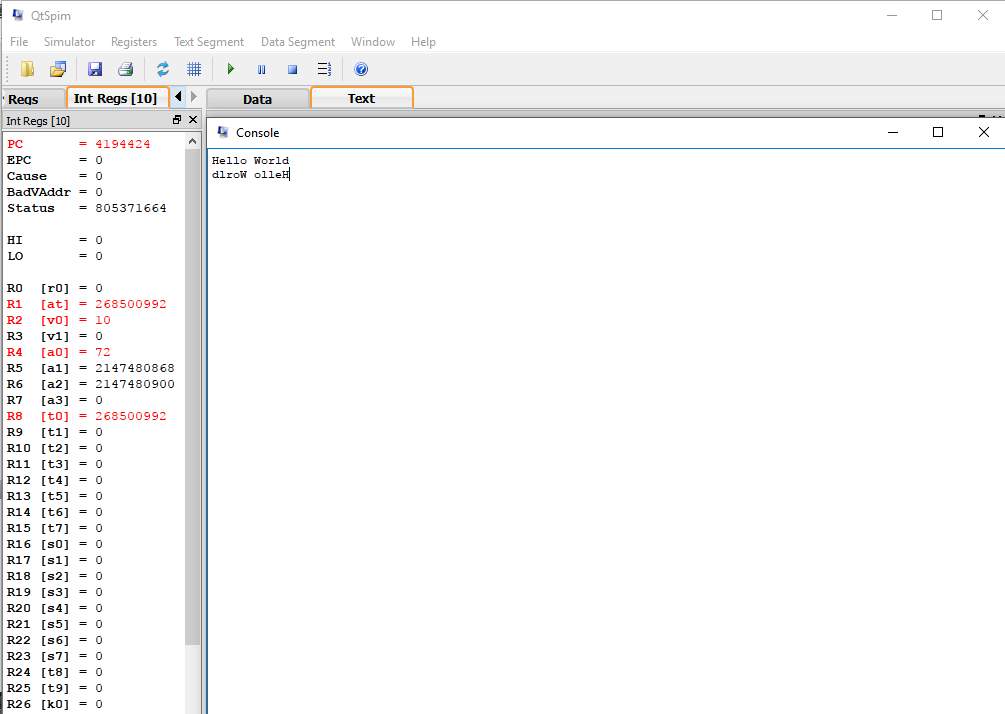 QtSpim
File Simulator Registers Text Segment Data Segment Window Help
Regs Int Regs [10] Data Text
Int Regs [10]
Console
Hello World
dlroW olleH
PC = 4194424
EPC = 0
Cause = 0
BadVAddr = 0
Status = 805371664
HI = 0
LO = 0
R0 [r0] = 0
R1 [at] = 268500992
R2 [v0] = 10
R3 [v1] = 0
R4 [a0] = 72
R5 [a1] = 2147480868
R6 [a2] = 2147480900
R7 [a3] = 0
R8 [t0] = 268500992
R9 [t1] = 0
R10 [t2] = 0
R11 [t3] = 0
R12 [t4] = 0
R13 [t5] = 0
R14 [t6] = 0
R15 [t7] = 0
R16 [s0] = 0
R17 [s1] = 0
R18 [s2] = 0
R19 [s3] = 0
R20 [s4] = 0
R21 [s5] = 0
R22 [s6] = 0
R23 [s7] = 0
R24 [t8] = 0
R25 [t9] = 0
R26 [k0] = 0